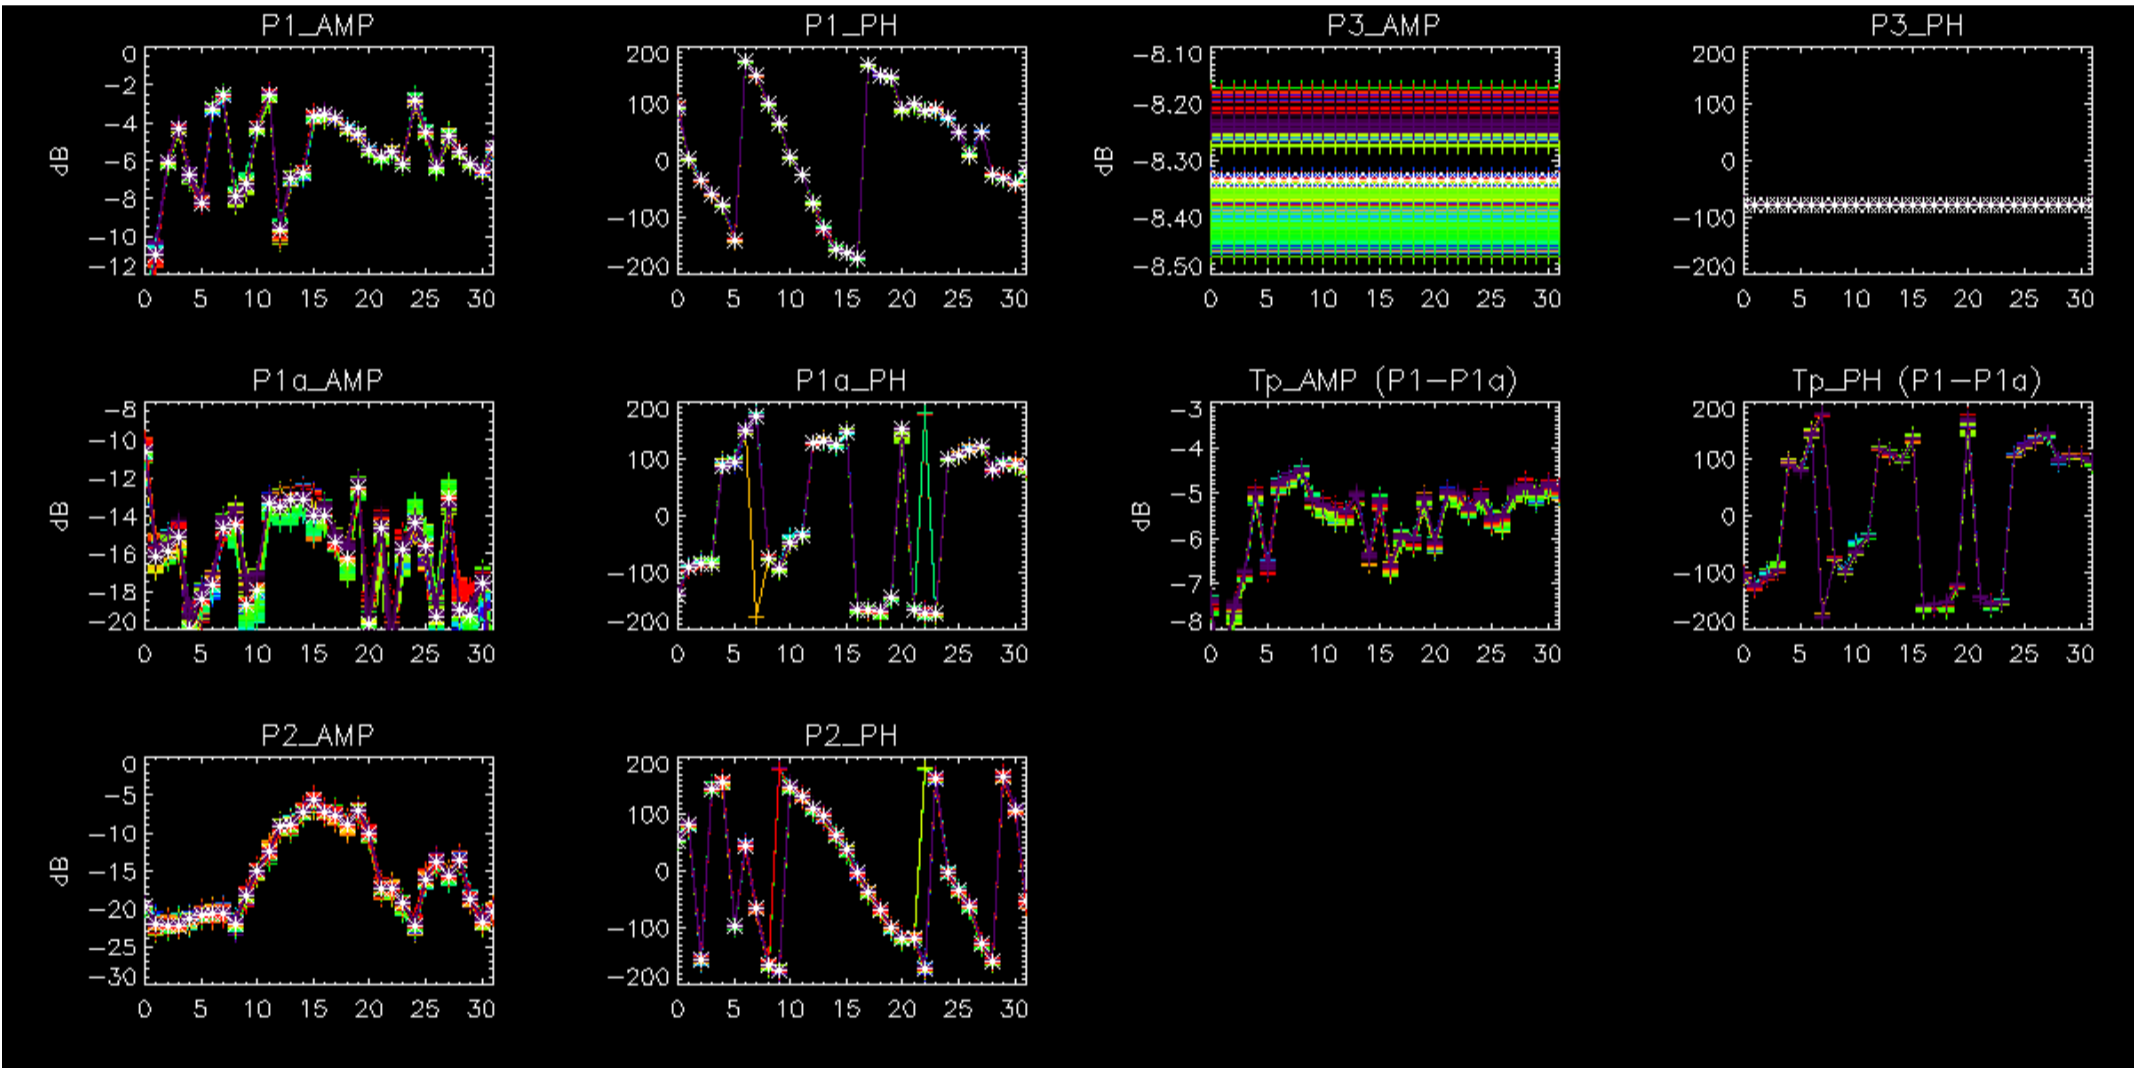 P1_AMP P1_PH P3_AMP P3_PH
0 200 -8.10 200
-2
-4 100 -8.20 100
dB -6 0 dB -8.30 0
-8
-10 -100 -8.40 -100
-12 -200 -8.50 -200
0 5 10 15 20 25 30 0 5 10 15 20 25 30 0 5 10 15 20 25 30 0 5 10 15 20 25 30
P1a_AMP P1a_PH Tp_AMP (P1-P1a) Tp_PH (P1-P1a)
-8 200 -3 200
-10 100 -4 100
-12
dB -14 0 dB -5 0
-16 -6
-18 -100 -7 -100
-20 -200 -8 -200
0 5 10 15 20 25 30 0 5 10 15 20 25 30 0 5 10 15 20 25 30 0 5 10 15 20 25 30
P2_AMP P2_PH
0 200
-5 100
-10
dB -15 0
-20 -100
-25
-30 -200
0 5 10 15 20 25 30 0 5 10 15 20 25 30